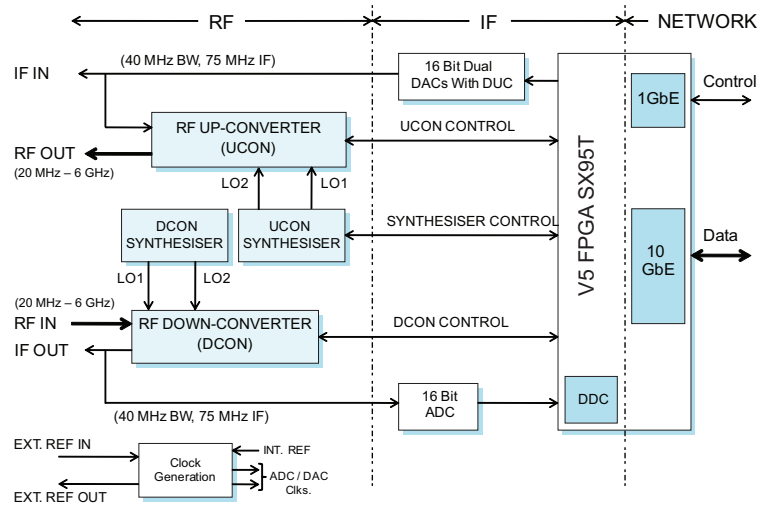 RF IF NETWORK
(40 MHz BW, 75 MHz IF)
16 Bit Dual
DACs With DUC
IF IN
1GbE
Control
RF UP-CONVERTER
(UCON)
UCON CONTROL
RF OUT
(20 MHz – 6 GHz)
LO2 LO1
V5 FPGA SX95T
DCON
SYNTHESISER
UCON
SYNTHESISER
SYNTHESISER CONTROL
10
GbE
Data
LO1 LO2
(20 MHz – 6 GHz)
RF IN
RF DOWN-CONVERTER
(DCON)
DCON CONTROL
IF OUT
16 Bit
ADC
DDC
(40 MHz BW, 75 MHz IF)
EXT. REF IN
Clock
Generation
INT. REF
ADC / DAC
Clks.
EXT. REF OUT